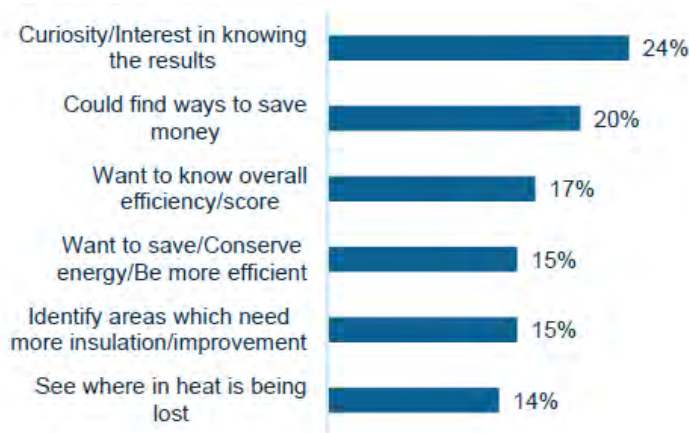 Curiosity/Interest in knowing
the results
24%
Could find ways to save
money
20%
Want to know overall
efficiency/score
17%
Want to save/Conserve
energy/Be more efficient
15%
Identify areas which need
more insulation/improvement
15%
See where in heat is being
lost
14%